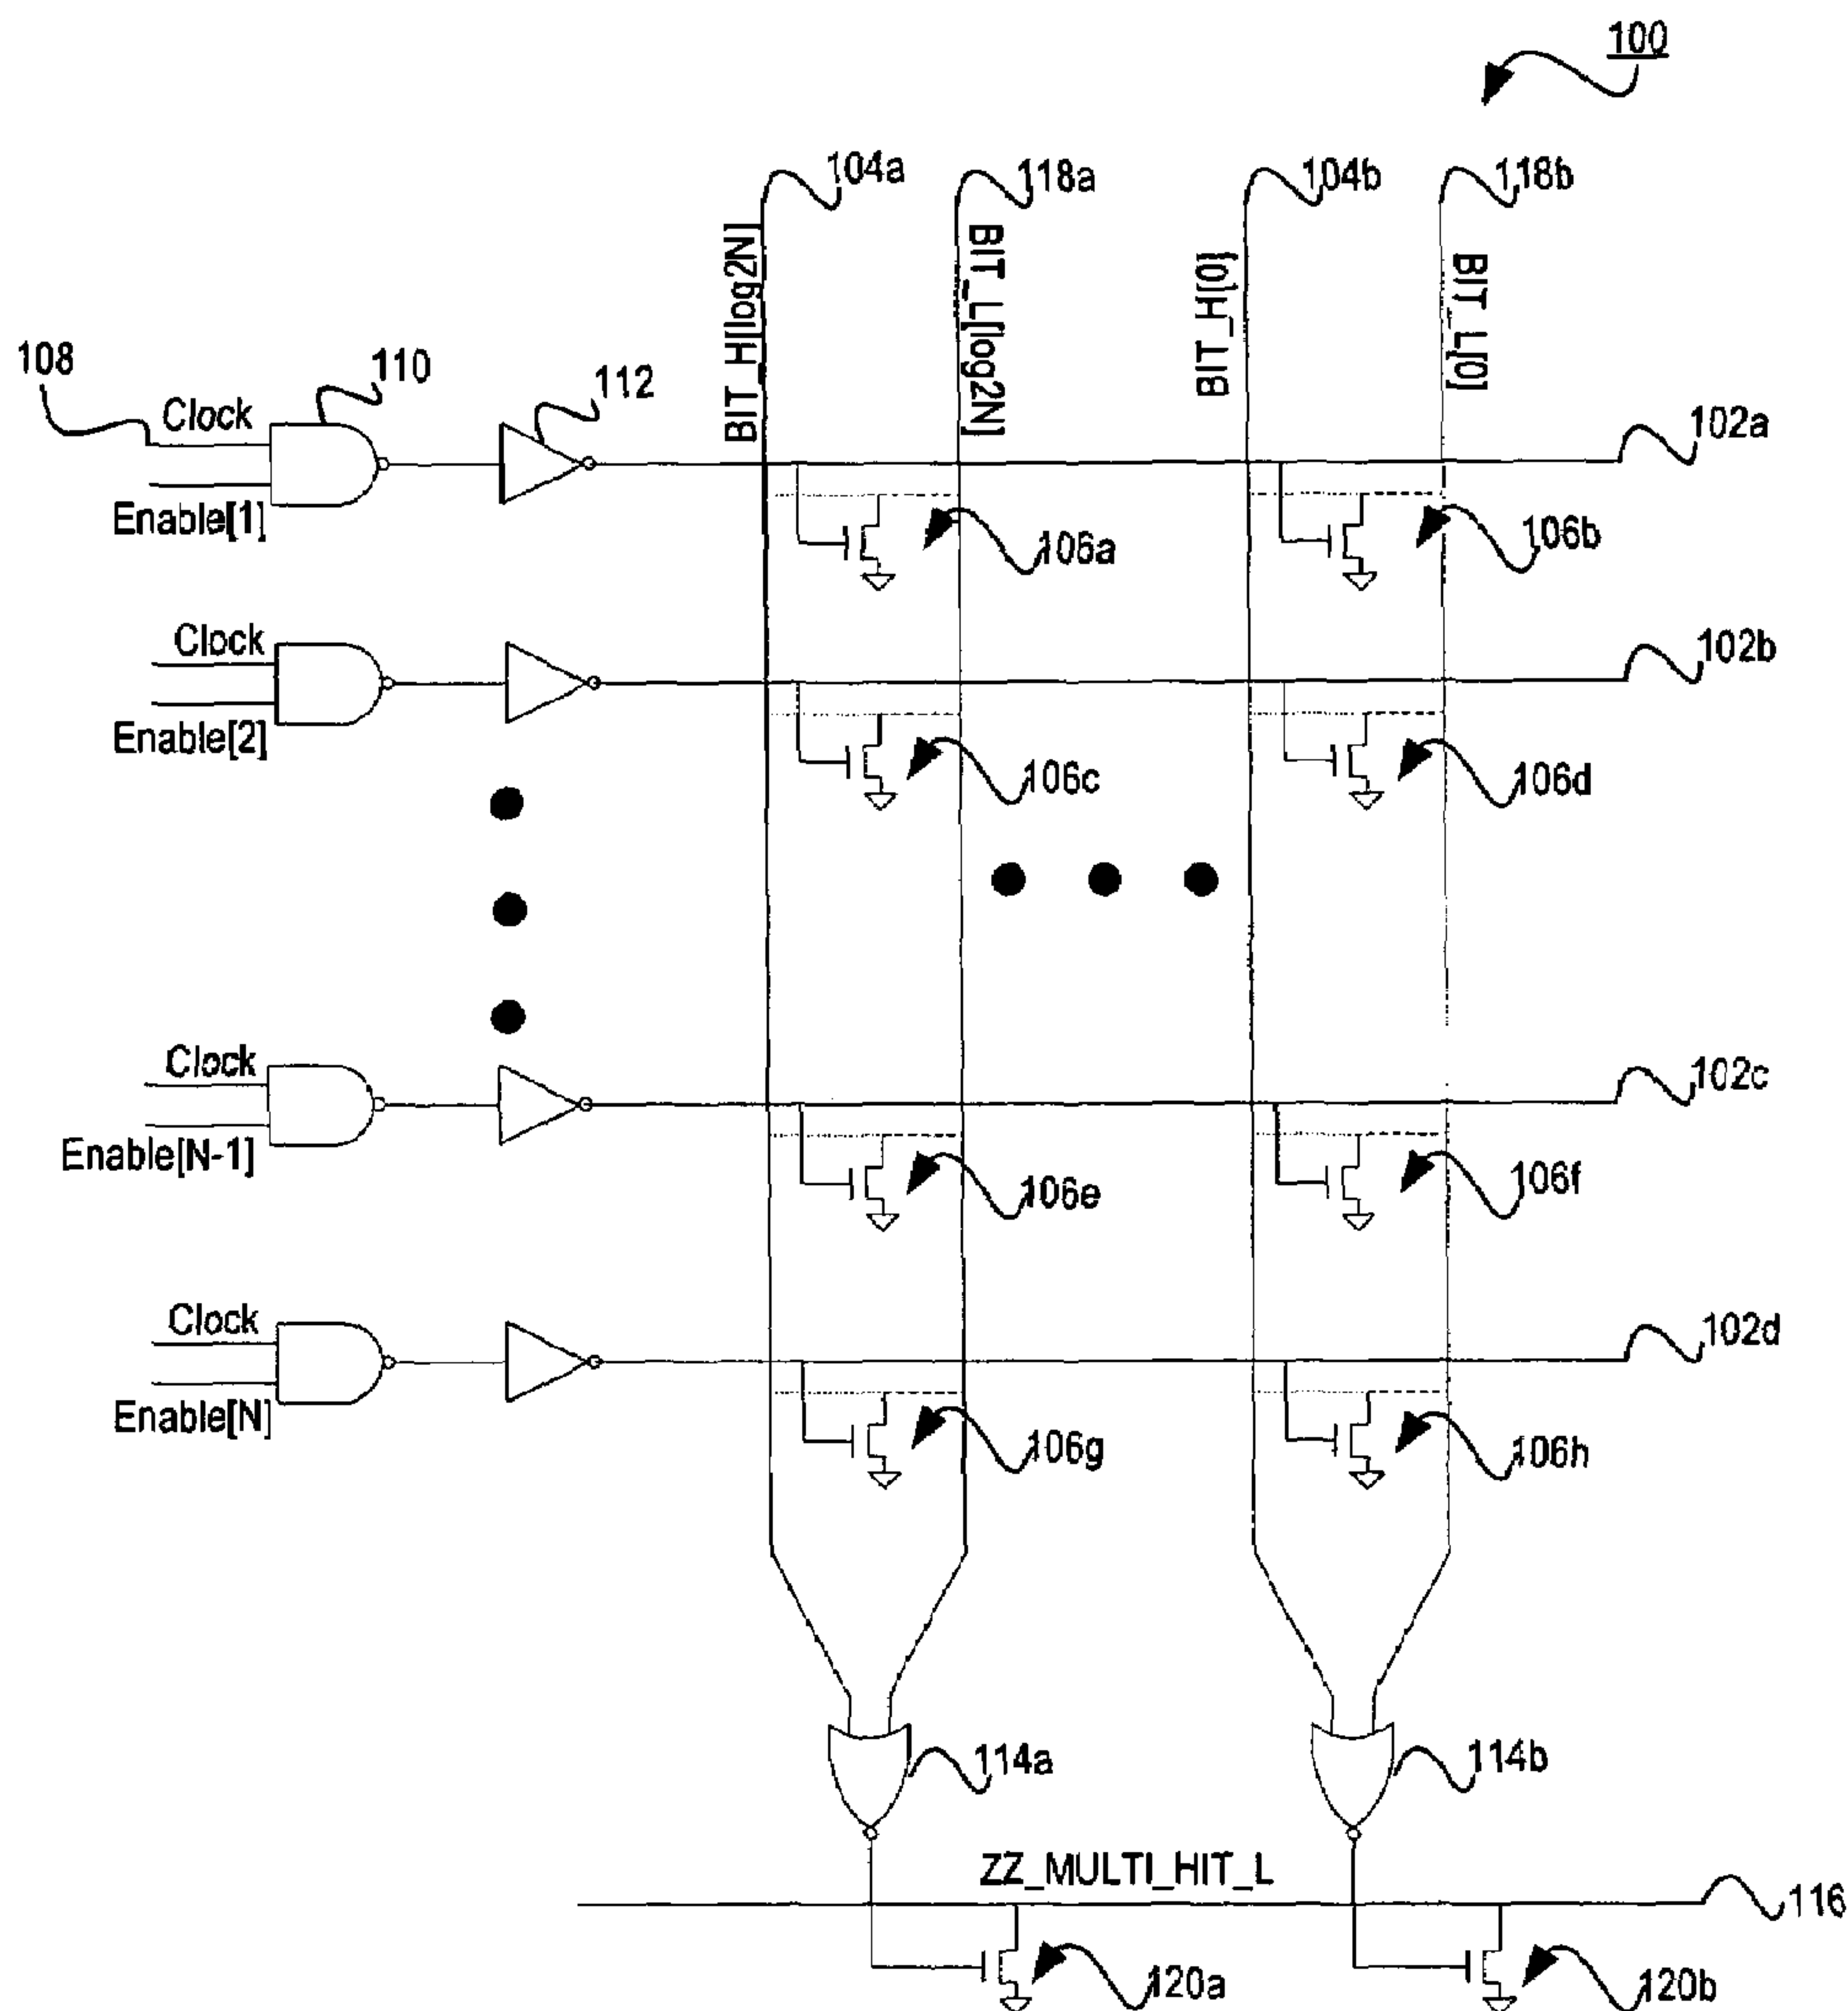 100
104a
118a
104b
118b
BIT_H[log2N]
BIT_L[log2N]
BIT_H[0]
BIT_L[0]
108
Clock
110
112
102a
Enable[1]
106a
106b
Clock
102b
Enable[2]
106c
106d
Clock
102c
Enable[N-1]
106e
106f
Clock
102d
Enable[N]
106g
106h
114a
114b
ZZ_MULTI_HIT_L
116
120a
120b